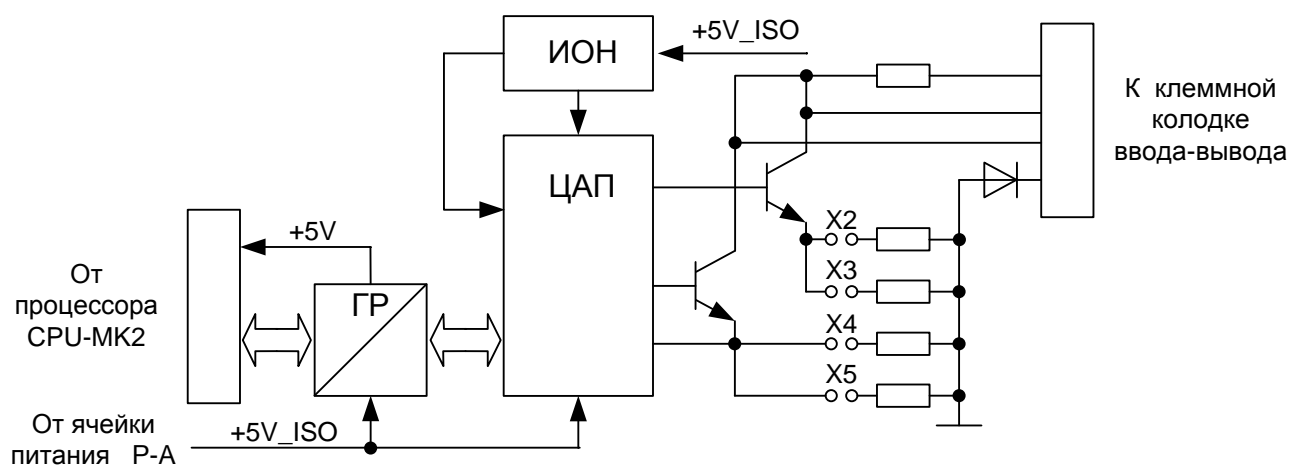 ИОН
+5V_ISO
К клеммной
колодке
ввода-вывода
ЦАП
X2
X3
X4
X5
+5V
ГР
От
процессора
CPU-MK2
От ячейки
питания P-A
+5V_ISO